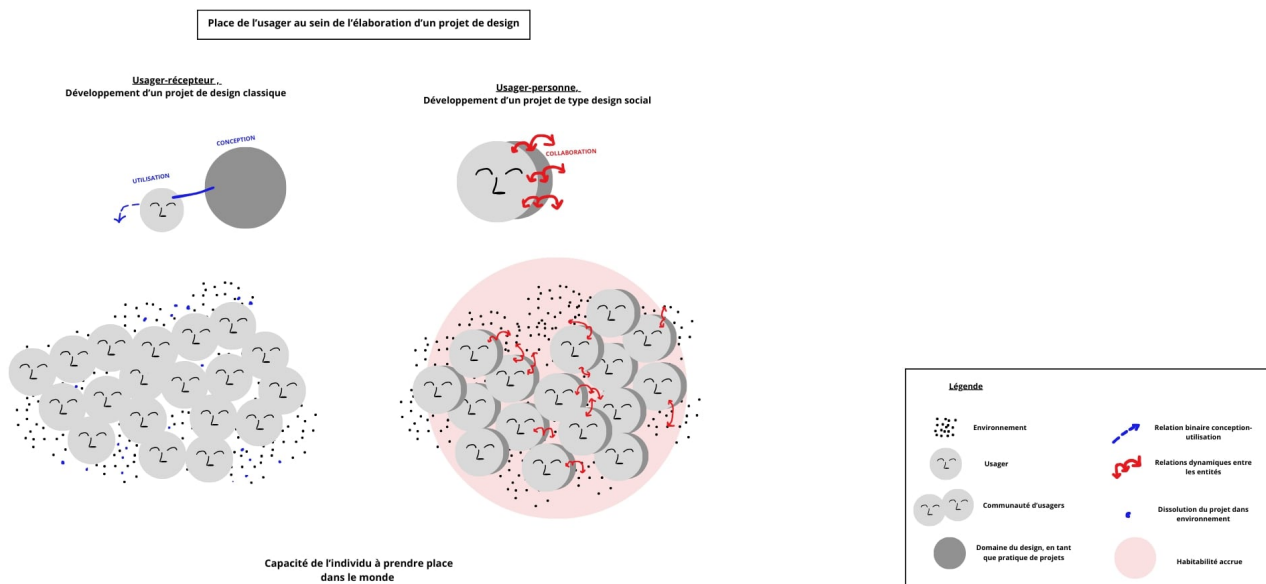 Place de l'usager au sein de l'élaboration d'un projet de design
Usager-récepteur ,
Développement d'un projet de design classique
Usager-personne,
Développement d'un projet de type design social
CONCEPTION
UTILISATION
COLLABORATION
Capacité de l'individu à prendre place
dans le monde
Légende
Environnement
Relation binaire conception-
utilisation
Usager
Relations dynamiques entre
les entités
Communauté d'usagers
Dissolution du projet dans
environnement
Domaine du design, en tant
que pratique de projets
Habitabilité accrue